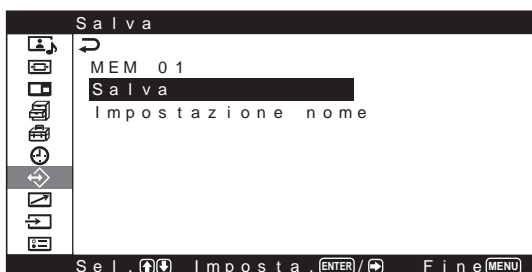 Salva
MEM 01
Salva
Impostazione nome
Sel. Imposta. ENTER / Fine MENU